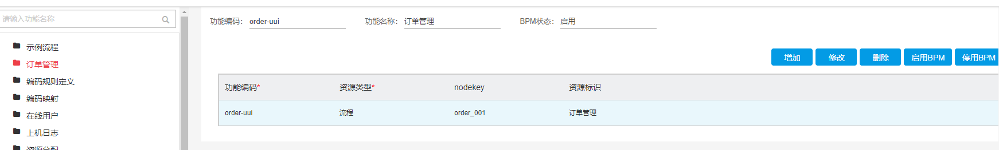 请输入功能名称
示例流程
订单管理
编码规则定义
编码映射
在线用户
上机日志
资源分配
功能编码： order-uui 功能名称： 订单管理 BPM状态： 启用
增加 修改 删除 启用BPM 停用BPM
功能编码* 资源类型* nodekey 资源标识
order-uui 流程 order_001 订单管理